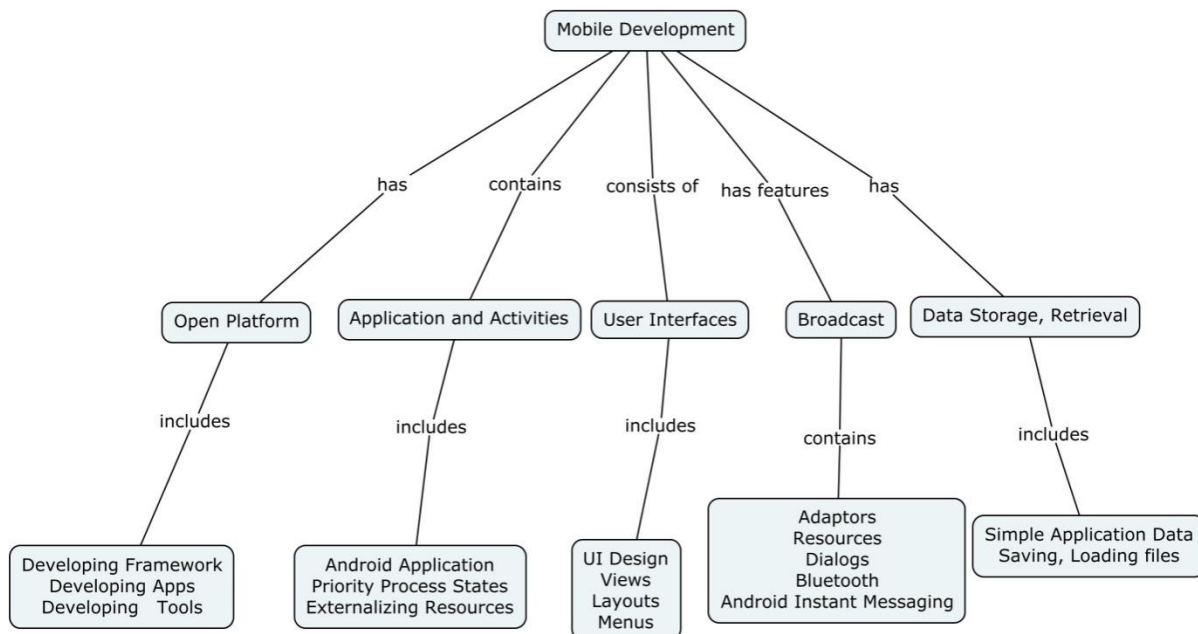 Mobile Development
has
contains
consists of
has features
has
Open Platform
Application and Activities
User Interfaces
Broadcast
Data Storage, Retrieval
includes
includes
includes
contains
includes
Developing Framework
Developing Apps
Developing Tools
Android Application
Priority Process States
Externalizing Resources
UI Design
Views
Layouts
Menus
Adaptors
Resources
Dialogs
Bluetooth
Android Instant Messaging
Simple Application Data
Saving, Loading files